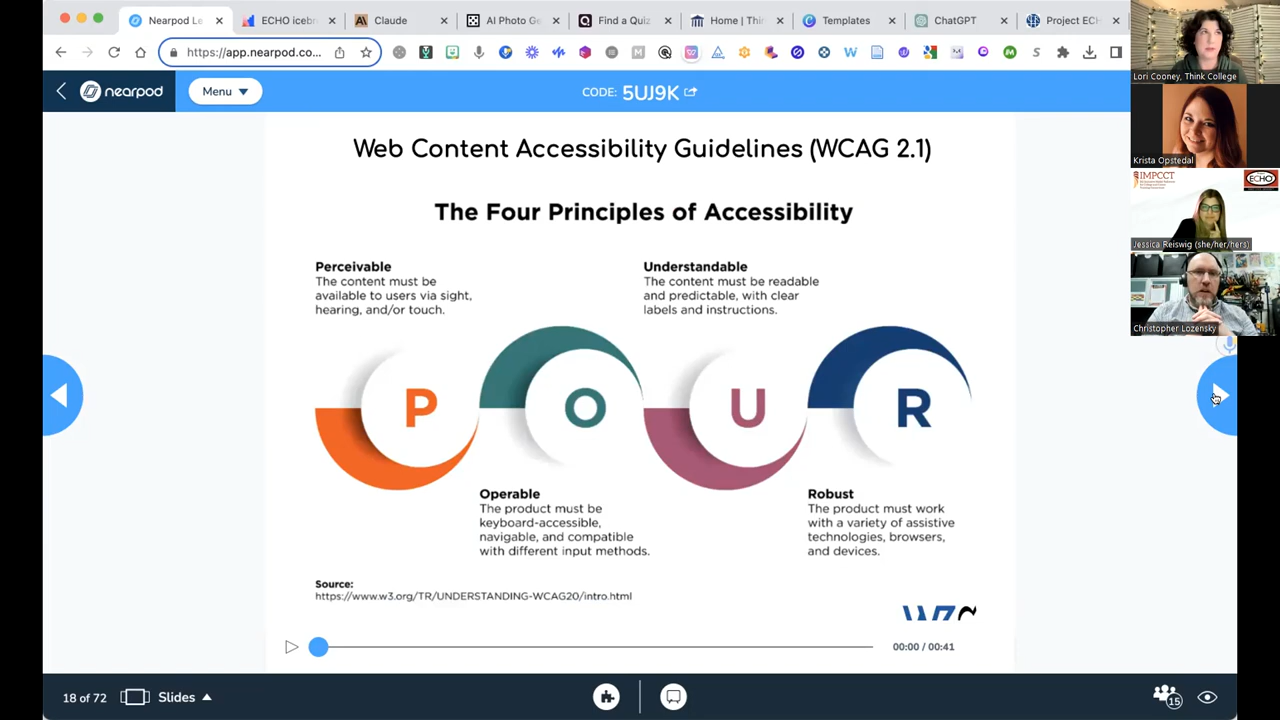 Nearpod Le
ECHO icebr
Claude
AI Photo Ge
Find a Quiz
Home | Thin
Templates
ChatGPT
Project ECH
https://app.nearpod.co...
nearpod
Menu
CODE: 5UJ9K
Web Content Accessibility Guidelines (WCAG 2.1)
The Four Principles of Accessibility
Perceivable
The content must be
available to users via sight,
hearing, and/or touch.
Understandable
The content must be readable
and predictable, with clear
labels and instructions.
P
O
U
R
Operable
The product must be
keyboard-accessible,
navigable, and compatible
with different input methods.
Robust
The product must work
with a variety of assistive
technologies, browsers,
and devices.
Source:
https://www.w3.org/TR/UNDERSTANDING-WCAG20/intro.html
00:00 / 00:41
18 of 72
Slides
15
Lori Cooney, Think College
Krista Opstedal
IMPCCT
ECHO
Jessica Reiswig (she/her/hers)
Christopher Lozensky